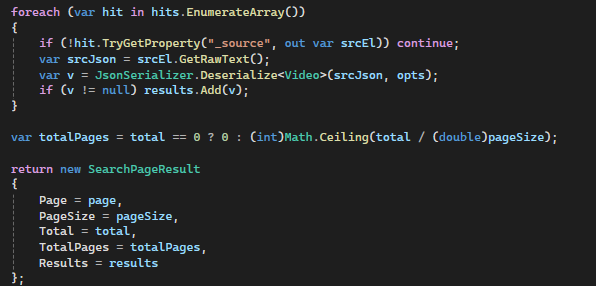 foreach (var hit in hits.EnumerateArray())
{
    if (!hit.TryGetProperty("_source", out var srcEl)) continue;
    var srcJson = srcEl.GetRawText();
    var v = JsonSerializer.Deserialize<Video>(srcJson, opts);
    if (v != null) results.Add(v);
}

var totalPages = total == 0 ? 0 : (int)Math.Ceiling(total / (double)pageSize);

return new SearchPageResult
{
    Page = page,
    PageSize = pageSize,
    Total = total,
    TotalPages = totalPages,
    Results = results
};